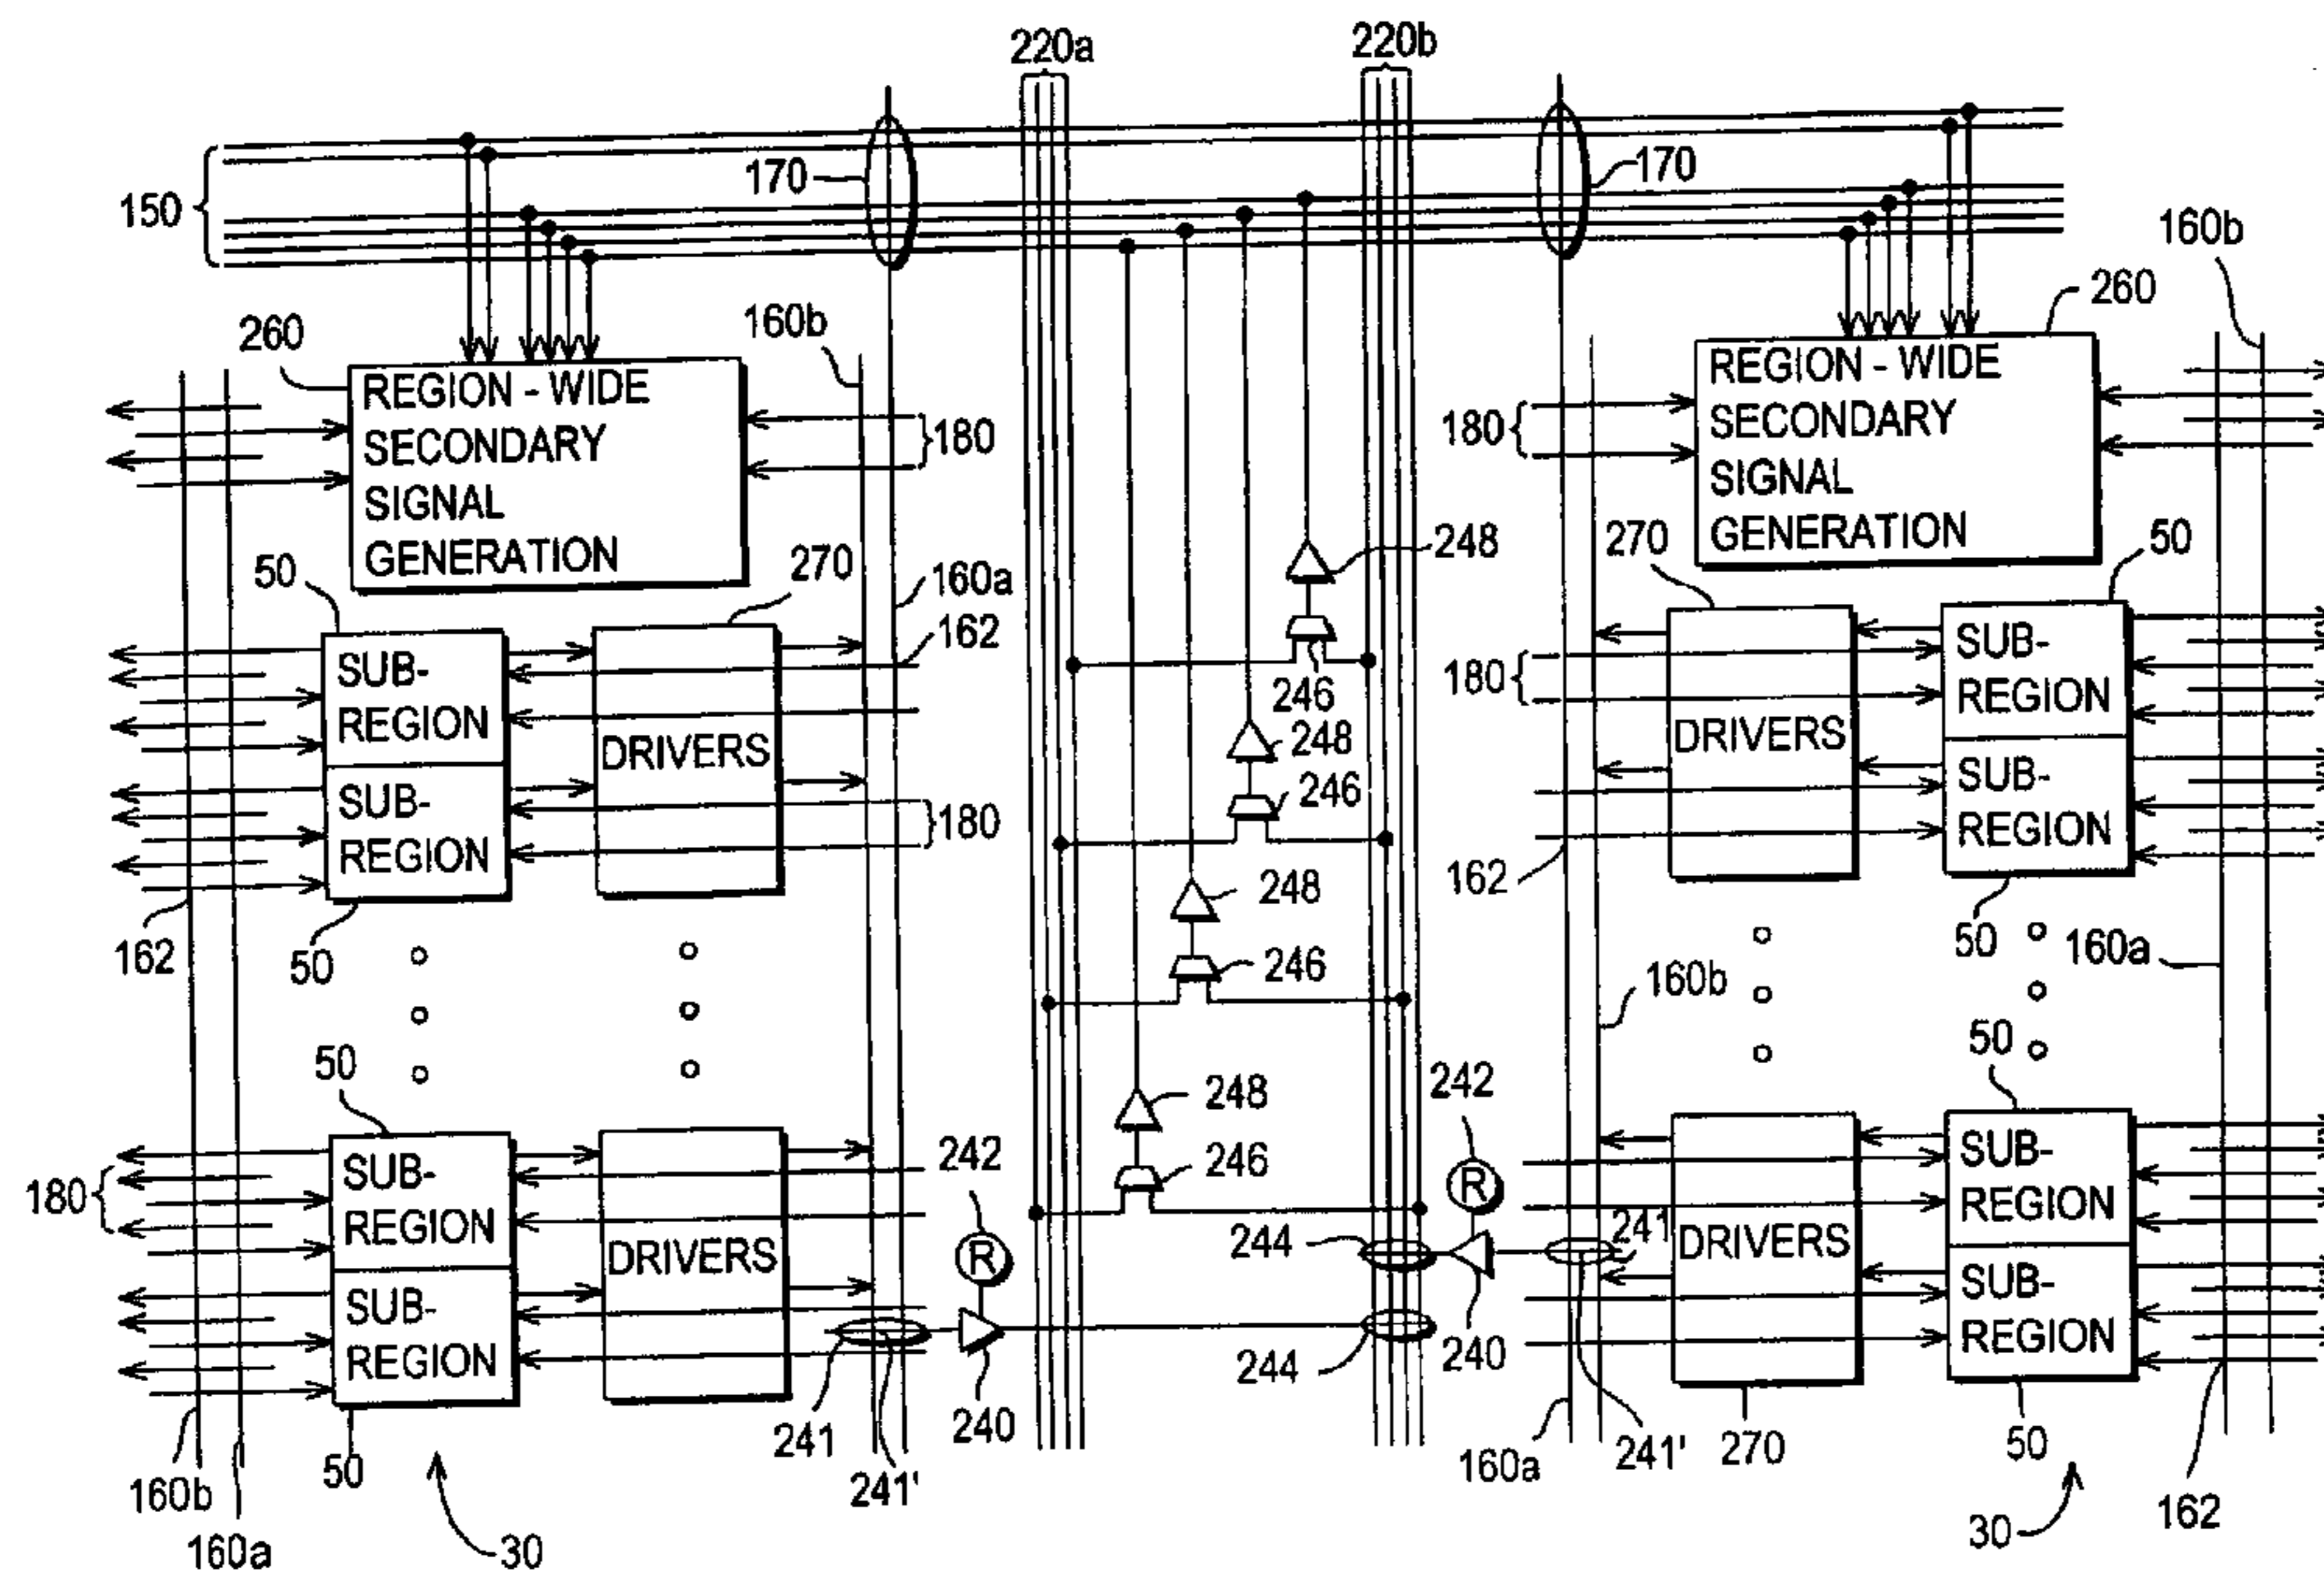 220a 220b
170 170
150
160b
260 160b 260
REGION - WIDE
SECONDARY
SIGNAL
GENERATION
180
180
REGION - WIDE
SECONDARY
SIGNAL
GENERATION
50 270 248 270 50
160a
162
SUB-
REGION
SUB-
REGION
DRIVERS
180
246
248
246
180
DRIVERS
SUB-
REGION
SUB-
REGION
162 50 248 162 50 160a
246 160b
50 248 242 50
180
SUB-
REGION
SUB-
REGION
DRIVERS
242
R
246
R
244
241
DRIVERS
SUB-
REGION
SUB-
REGION
241 240 244 240
50 241' 160a 241' 270 50
160b 162
160a 30 30